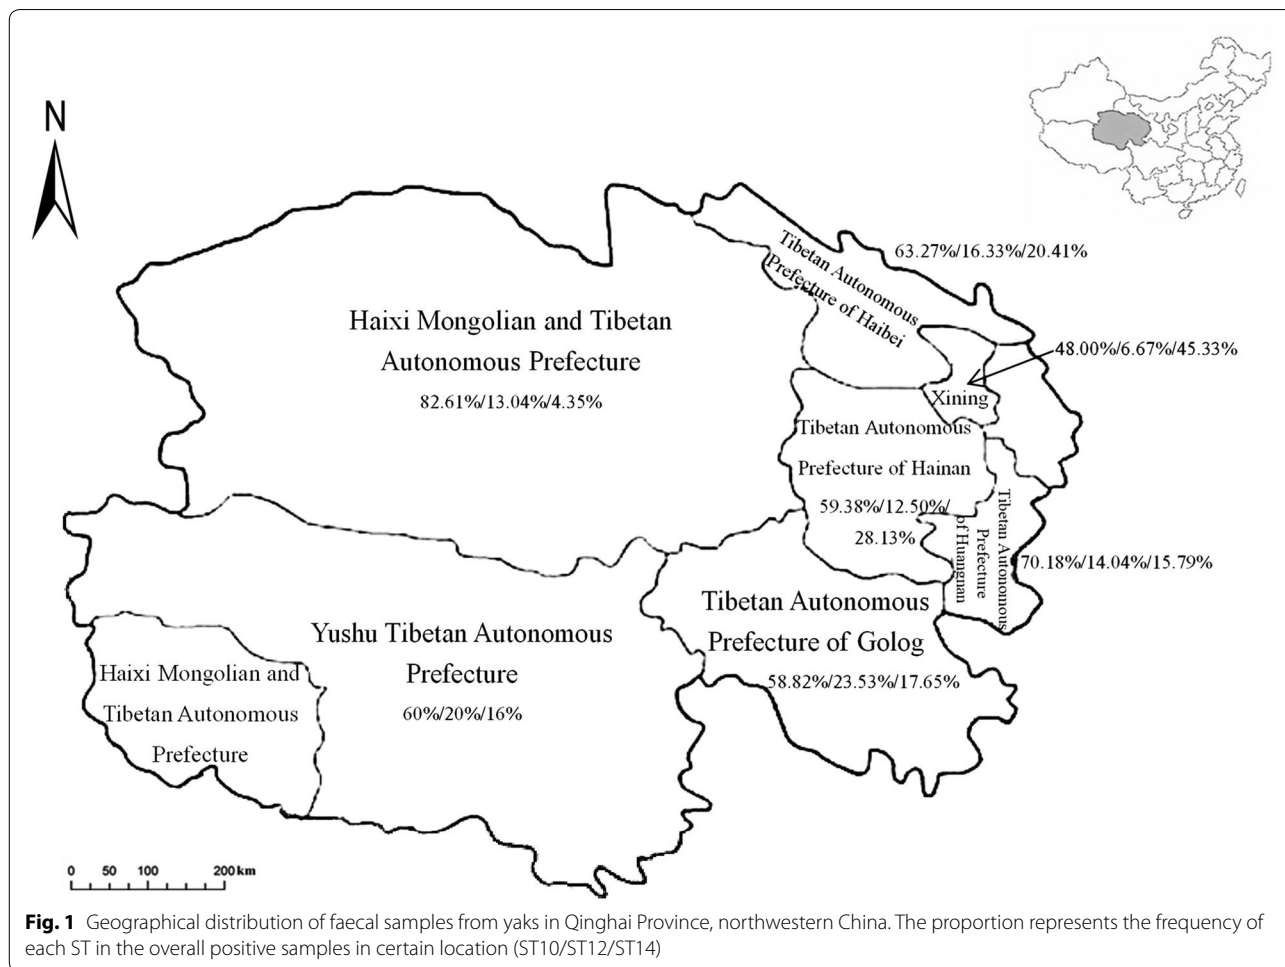 N
63.27%/16.33%/20.41%
Tibetan Autonomous
Prefecture of Haibei
Haixi Mongolian and Tibetan
Autonomous Prefecture
82.61%/13.04%/4.35%
48.00%/6.67%/45.33%
Xining
Tibetan Autonomous
Prefecture of Hainan
59.38%/12.50%/
28.13%
Tibetan Autonomous
Prefecture
of Huangnan
70.18%/14.04%/15.79%
Tibetan Autonomous
Prefecture of Golog
58.82%/23.53%/17.65%
Yushu Tibetan Autonomous
Prefecture
60%/20%/16%
Haixi Mongolian and
Tibetan Autonomous
Prefecture
0 50 100 200 km
Fig. 1 Geographical distribution of faecal samples from yaks in Qinghai Province, northwestern China. The proportion represents the frequency of
each ST in the overall positive samples in certain location (ST10/ST12/ST14)